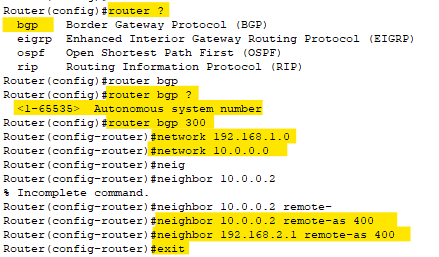 Router(config)#router ?
bgp Border Gateway Protocol (BGP)
eigrp Enhanced Interior Gateway Routing Protocol (EIGRP)
ospf Open Shortest Path First (OSPF)
rip Routing Information Protocol (RIP)
Router(config)#router bgp
Router(config)#router bgp ?
<1-65535> Autonomous system number
Router(config)#router bgp 300
Router(config-router)#network 192.168.1.0
Router(config-router)#network 10.0.0.0
Router(config-router)#neig
Router(config-router)#neighbor 10.0.0.2
% Incomplete command.
Router(config-router)#neighbor 10.0.0.2 remote-
Router(config-router)#neighbor 10.0.0.2 remote-as 400
Router(config-router)#neighbor 192.168.2.1 remote-as 400
Router(config-router)#exit